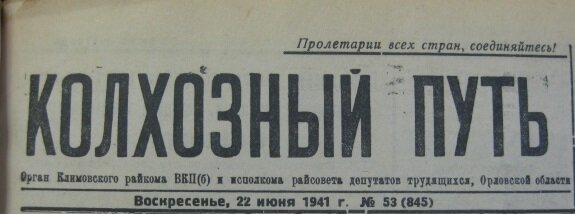 Пролетарии всех стран, соединяйтесь!
КОЛХОЗНЫЙ ПУТЬ
Орган Климовского райкома ВКП(б) и исполкома райсовета депутатов трудящихся, Орловской области
Воскресенье, 22 июня 1941 г. № 53 (845)